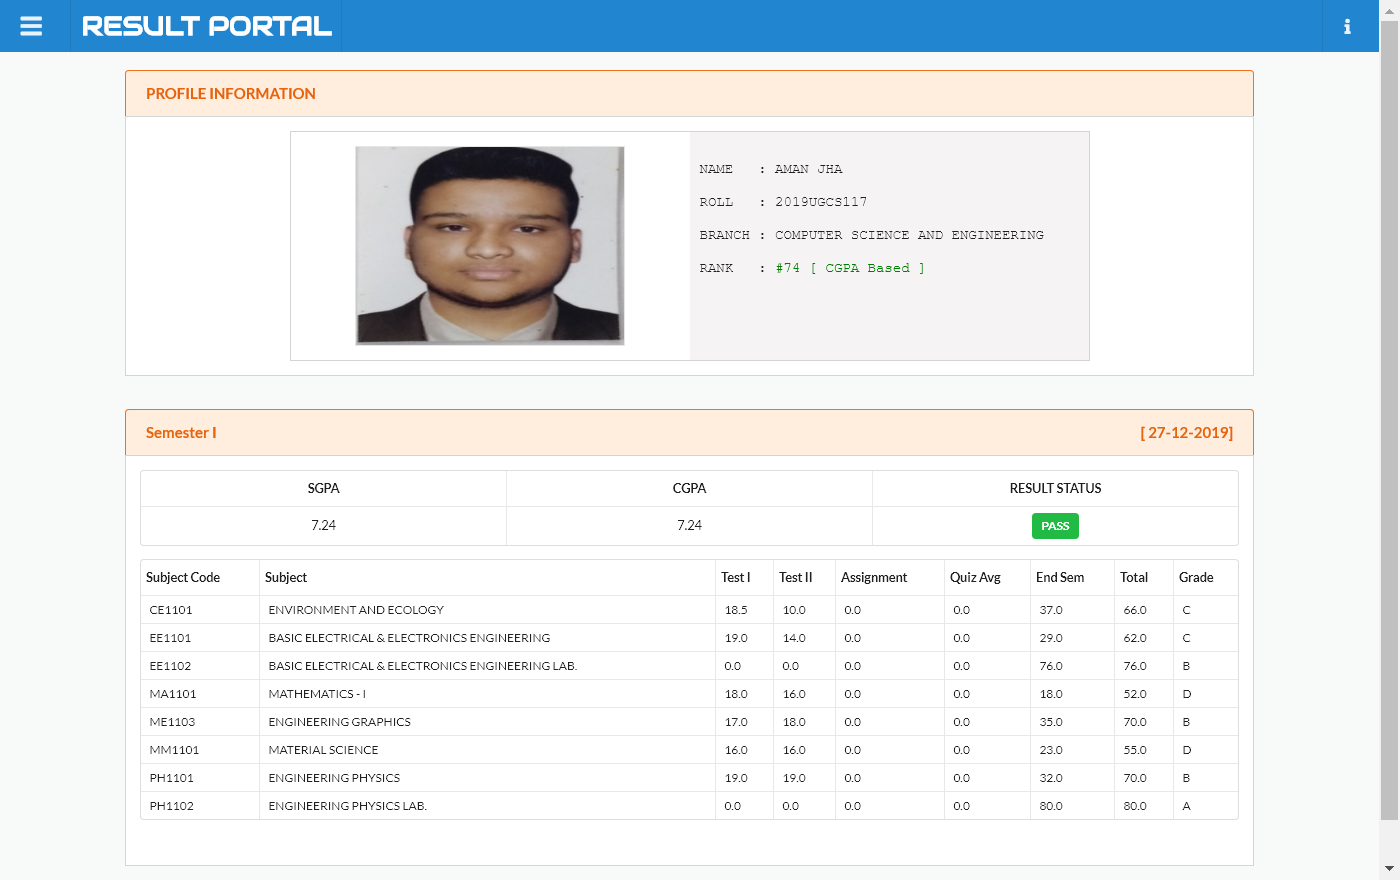 RESULT PORTAL
PROFILE INFORMATION
NAME : AMAN JHA
ROLL : 2019UGCS117
BRANCH : COMPUTER SCIENCE AND ENGINEERING
RANK : #74 [ CGPA Based ]
Semester I [ 27-12-2019]
SGPA CGPA RESULT STATUS
7.24 7.24 PASS
Subject Code Subject Test I Test II Assignment Quiz Avg End Sem Total Grade
CE1101 ENVIRONMENT AND ECOLOGY 18.5 10.0 0.0 0.0 37.0 66.0 C
EE1101 BASIC ELECTRICAL & ELECTRONICS ENGINEERING 19.0 14.0 0.0 0.0 29.0 62.0 C
EE1102 BASIC ELECTRICAL & ELECTRONICS ENGINEERING LAB. 0.0 0.0 0.0 0.0 76.0 76.0 B
MA1101 MATHEMATICS - I 18.0 16.0 0.0 0.0 18.0 52.0 D
ME1103 ENGINEERING GRAPHICS 17.0 18.0 0.0 0.0 35.0 70.0 B
MM1101 MATERIAL SCIENCE 16.0 16.0 0.0 0.0 23.0 55.0 D
PH1101 ENGINEERING PHYSICS 19.0 19.0 0.0 0.0 32.0 70.0 B
PH1102 ENGINEERING PHYSICS LAB. 0.0 0.0 0.0 0.0 80.0 80.0 A